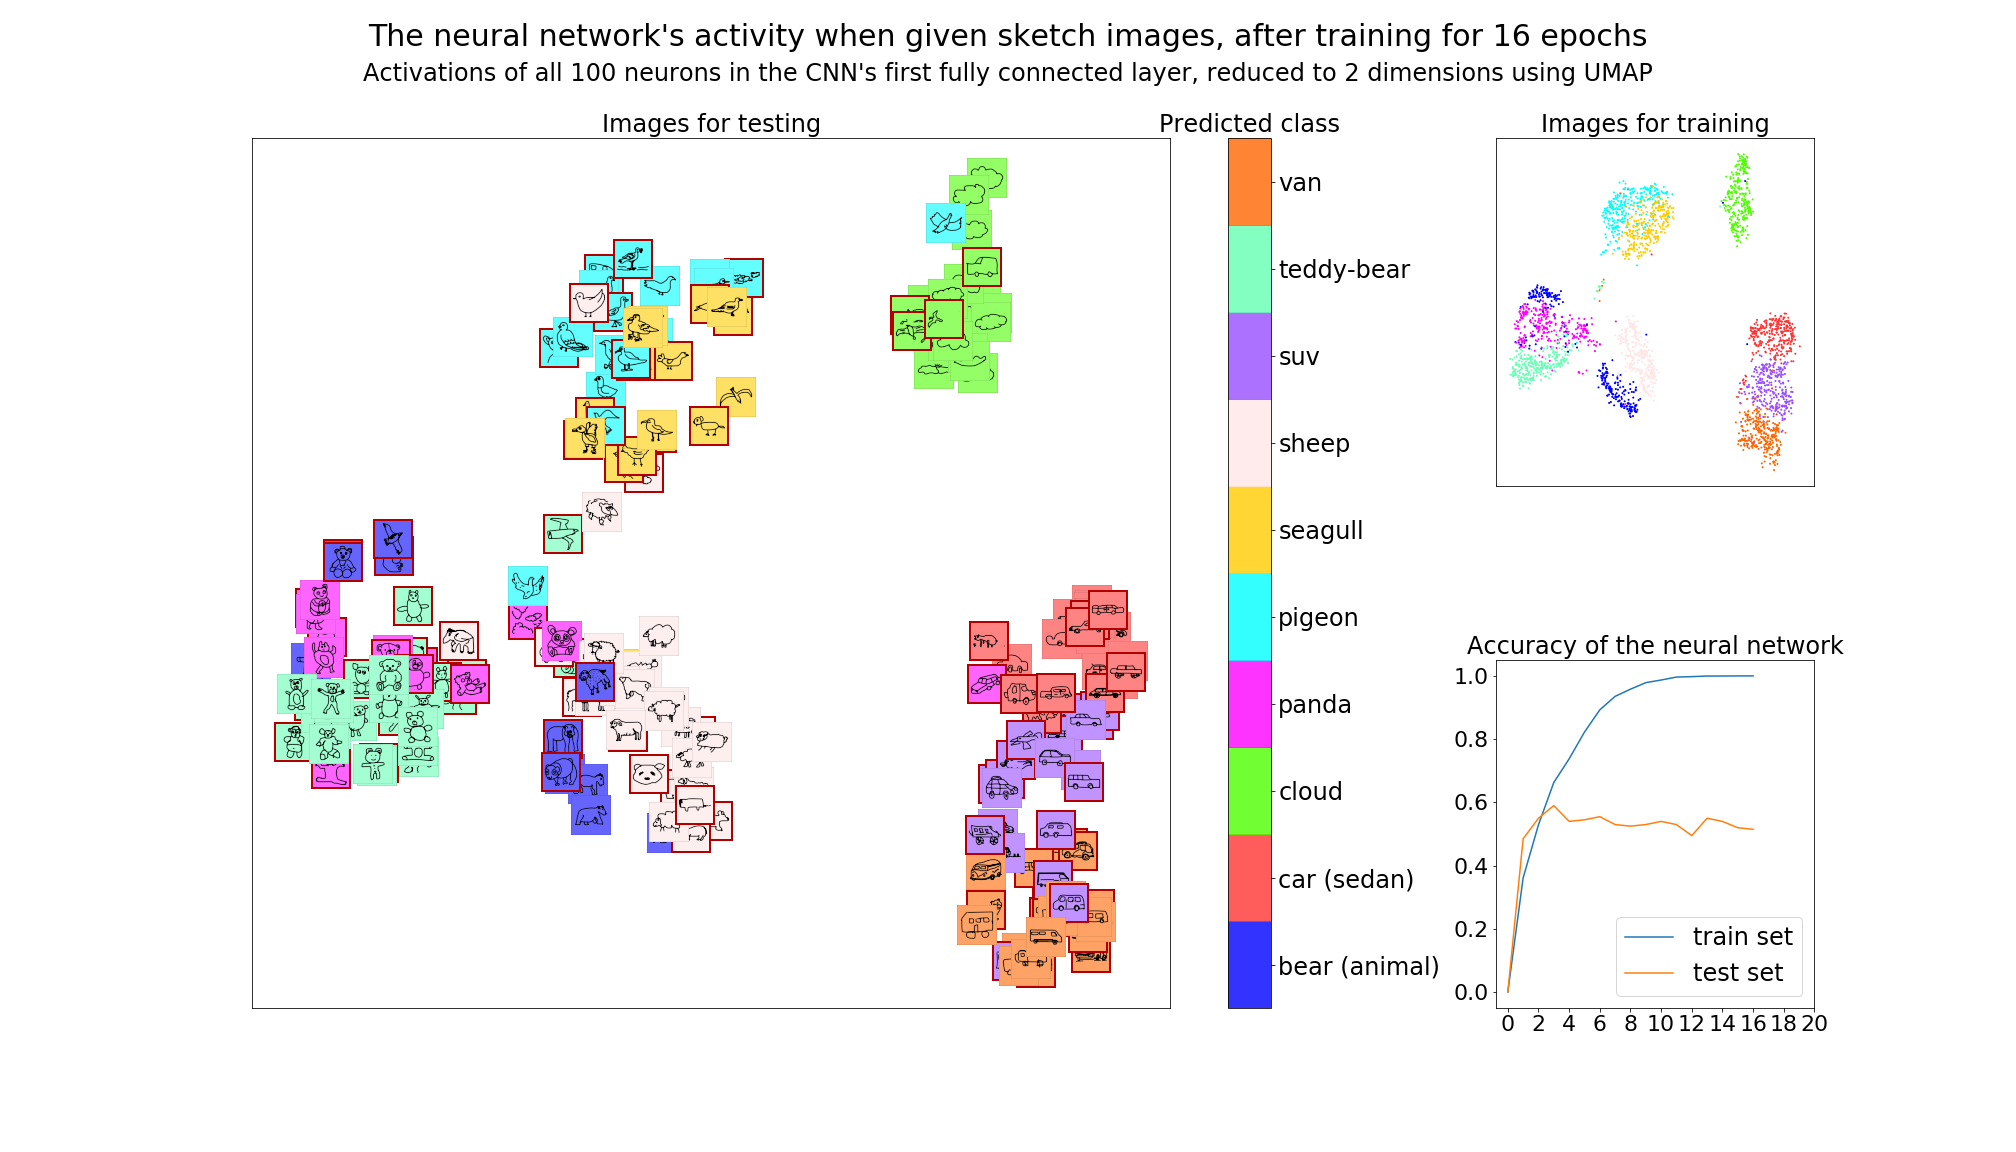 The neural network's activity when given sketch images, after training for 16 epochs
Activations of all 100 neurons in the CNN's first fully connected layer, reduced to 2 dimensions using UMAP
Images for testing
Predicted class
van
teddy-bear
suv
sheep
seagull
pigeon
panda
cloud
car (sedan)
bear (animal)
Images for training
Accuracy of the neural network
1.0
0.8
0.6
0.4
0.2
0.0
train set
test set
0 2 4 6 8 10 12 14 16 18 20